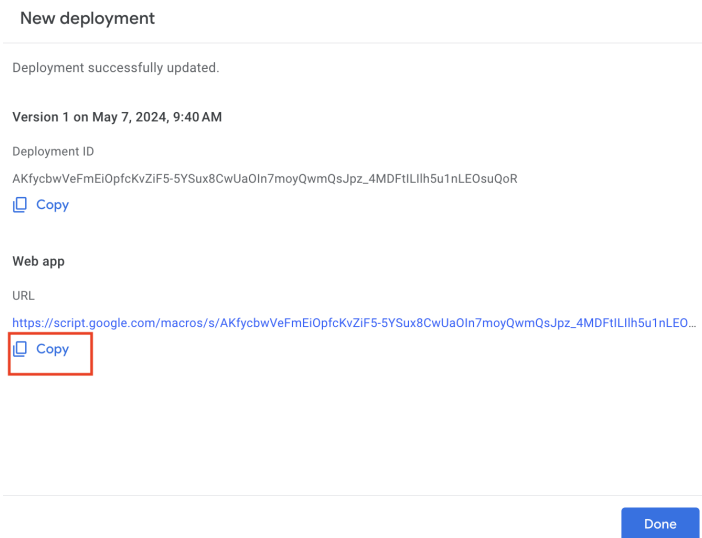 New deployment
Deployment successfully updated.
Version 1 on May 7, 2024, 9:40 AM
Deployment ID
AKfycbwVeFmEiOpfcKvZiF5-5YSux8CwUaOIn7moyQwmQsJpz_4MDFtILIlh5u1nLEOsuQoR
Copy
Web app
URL
https://script.google.com/macros/s/AKfycbwVeFmEiOpfcKvZiF5-5YSux8CwUaOIn7moyQwmQsJpz_4MDFtILIlh5u1nLEO...
Copy
Done